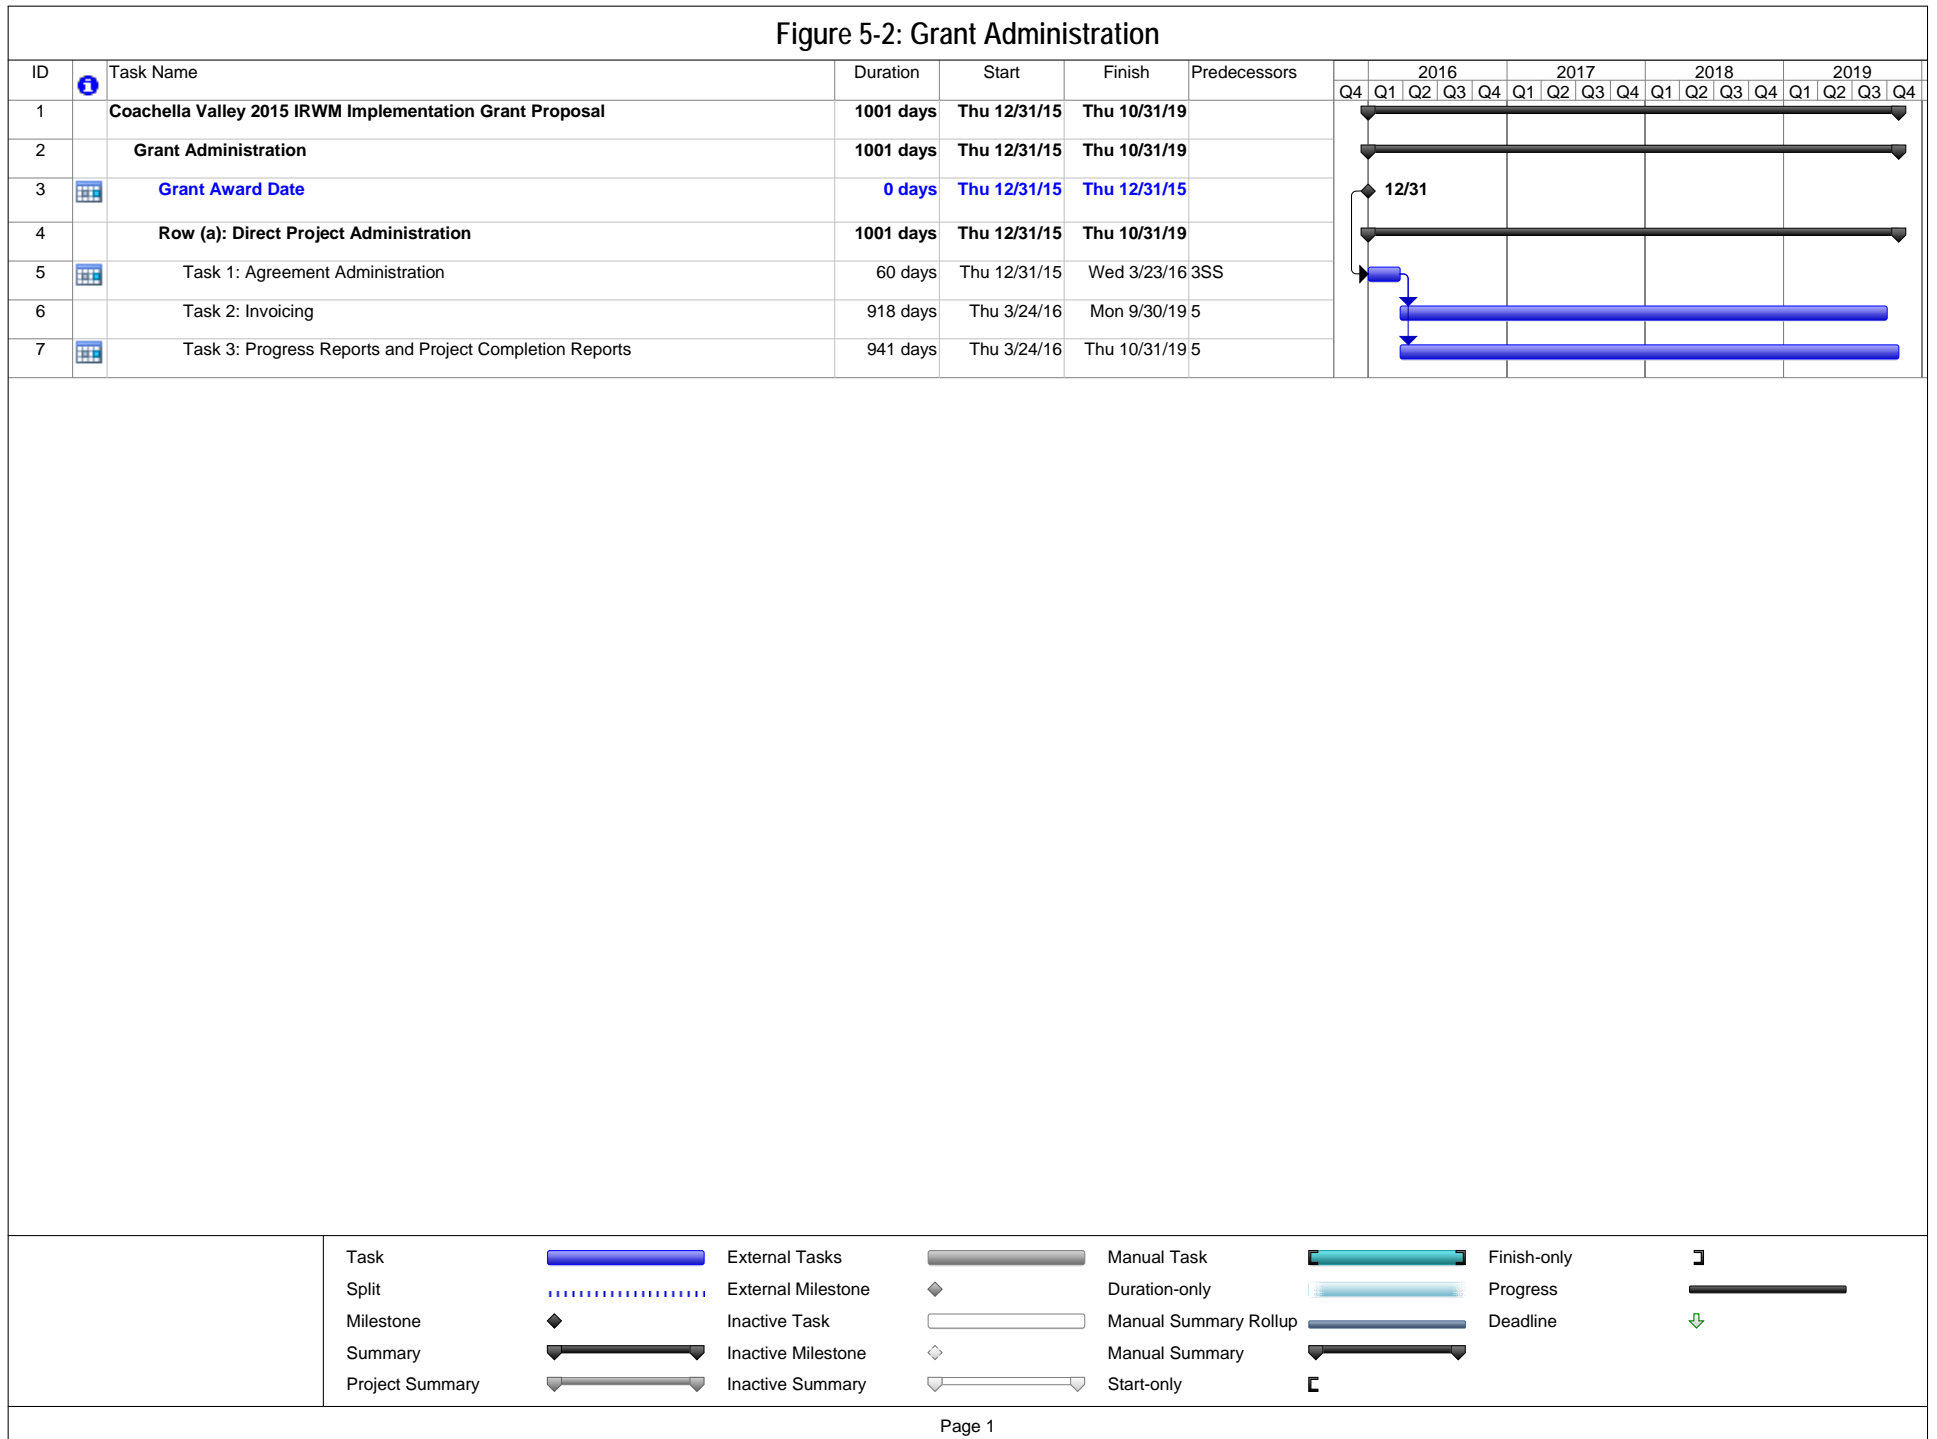 Figure 5-2: Grant Administration
ID Task Name Duration Start Finish Predecessors 2016 2017 2018 2019
Q4 Q1 Q2 Q3 Q4 Q1 Q2 Q3 Q4 Q1 Q2 Q3 Q4 Q1 Q2 Q3 Q4
1 Coachella Valley 2015 IRWM Implementation Grant Proposal 1001 days Thu 12/31/15 Thu 10/31/19
2 Grant Administration 1001 days Thu 12/31/15 Thu 10/31/19
3 Grant Award Date 0 days Thu 12/31/15 Thu 12/31/15 12/31
4 Row (a): Direct Project Administration 1001 days Thu 12/31/15 Thu 10/31/19
5 Task 1: Agreement Administration 60 days Thu 12/31/15 Wed 3/23/16 3SS
6 Task 2: Invoicing 918 days Thu 3/24/16 Mon 9/30/19 5
7 Task 3: Progress Reports and Project Completion Reports 941 days Thu 3/24/16 Thu 10/31/19 5
Task External Tasks Manual Task Finish-only
Split External Milestone Duration-only Progress
Milestone Inactive Task Manual Summary Rollup Deadline
Summary Inactive Milestone Manual Summary
Project Summary Inactive Summary Start-only
Page 1